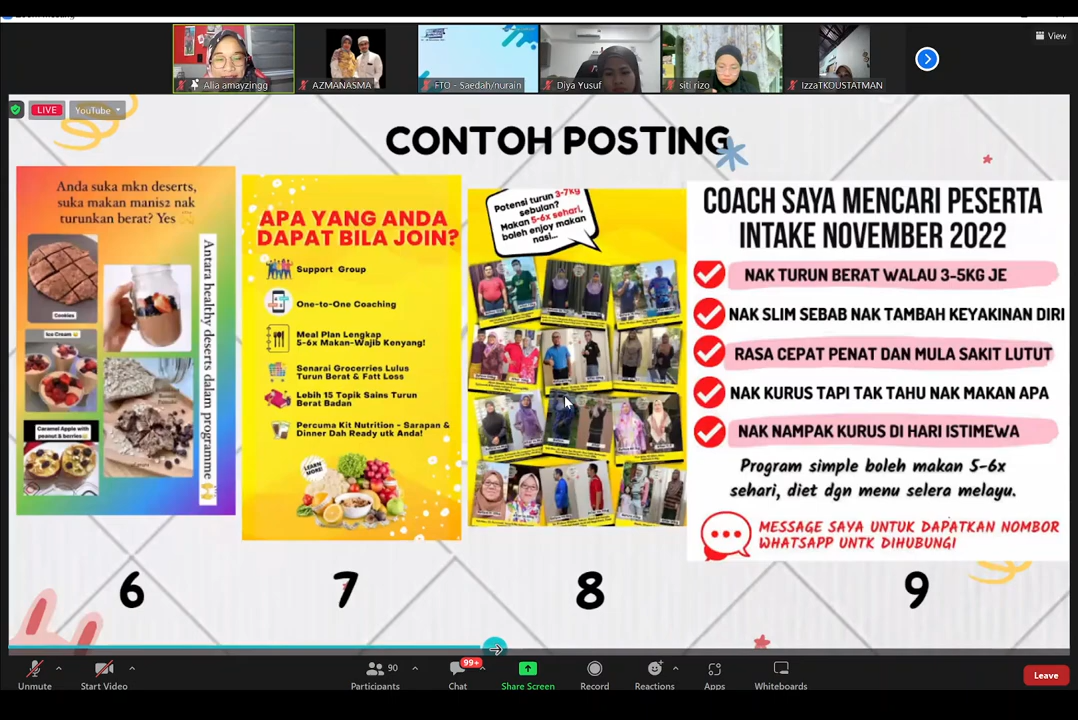 Zoom Meeting
View
Alia amayzingg
AZMANASMA
FTO - Saedah/nurain
Diya Yusuf
siti rizo
IzzaTKOUSTATMAN
LIVE
YouTube
CONTOH POSTING
Anda suka mkn deserts,
suka makan manis2 nak
turunkan berat? Yes
Cookies
Ice Cream
Caramel Apple with
peanut & berries
Antara healthy deserts dalam programme
6
APA YANG ANDA
DAPAT BILA JOIN?
Support Group
One-to-One Coaching
Meal Plan Lengkap
5-6x Makan-Wajib Kenyang!
Senarai Grocerries Lulus
Turun Berat & Fatt Loss
Lebih 15 Topik Sains Turun
Berat Badan
Percuma Kit Nutrition - Sarapan &
Dinner Dah Ready utk Anda!
LEARN
MORE!
7
Potensi turun 3-7kg
sebulan?
Makan 5-6x sehari,
boleh enjoy makan
nasi...
8
COACH SAYA MENCARI PESERTA
INTAKE NOVEMBER 2022
NAK TURUN BERAT WALAU 3-5KG JE
NAK SLIM SEBAB NAK TAMBAH KEYAKINAN DIRI
RASA CEPAT PENAT DAN MULA SAKIT LUTUT
NAK KURUS TAPI TAK TAHU NAK MAKAN APA
NAK NAMPAK KURUS DI HARI ISTIMEWA
Program simple boleh makan 5-6x
sehari, diet dgn menu selera melayu.
MESSAGE SAYA UNTUK DAPATKAN NOMBOR
WHATSAPP UNTK DIHUBUNGI
9
Unmute
Start Video
90
Participants
99+
Chat
Share Screen
Record
Reactions
Apps
Whiteboards
Leave